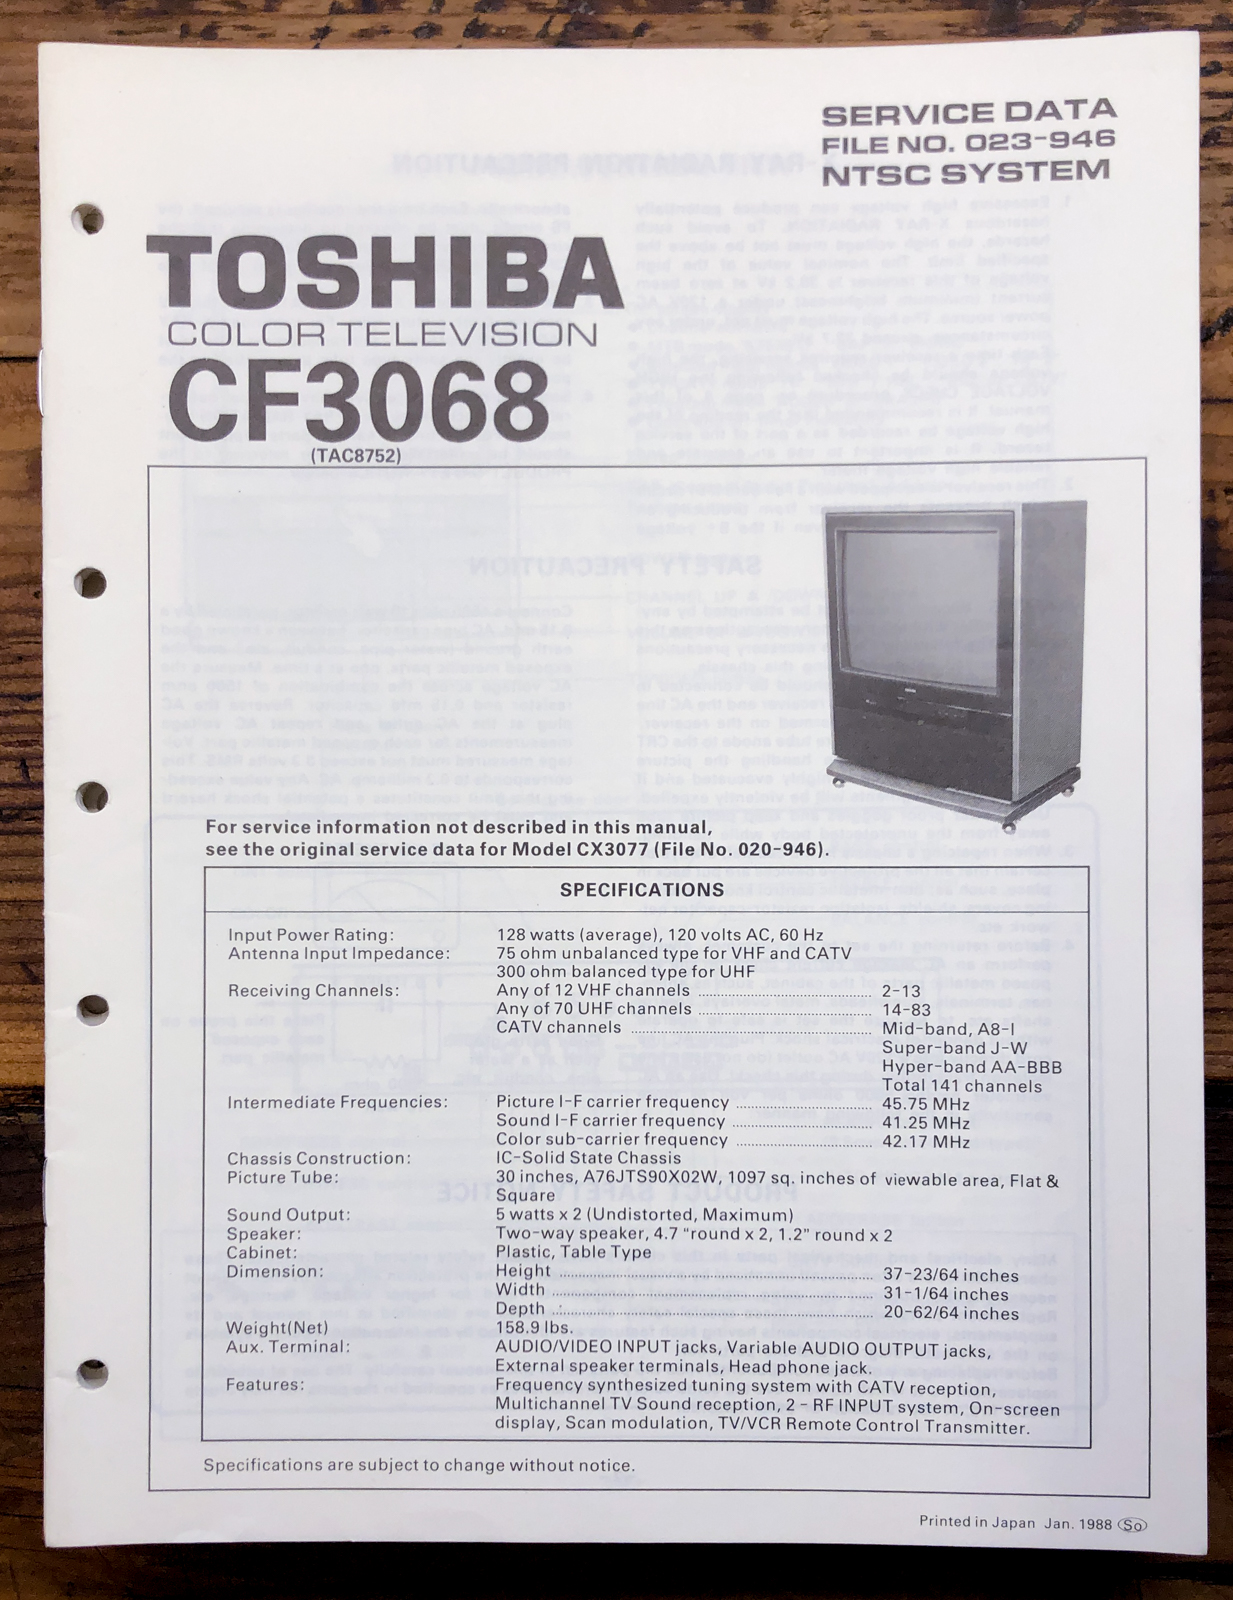 SERVICE DATA
FILE NO. 023-946
NTSC SYSTEM
TOSHIBA
COLOR TELEVISION
CF3068
(TAC8752)
For service information not described in this manual,
see the original service data for Model CX3077 (File No. 020-946).
SPECIFICATIONS
Input Power Rating: 128 watts (average), 120 volts AC, 60 Hz
Antenna Input Impedance: 75 ohm unbalanced type for VHF and CATV
300 ohm balanced type for UHF
Receiving Channels: Any of 12 VHF channels ........ 2-13
Any of 70 UHF channels ........ 14-83
CATV channels ........ Mid-band, A8-I
Super-band J-W
Hyper-band AA-BBB
Total 141 channels
Intermediate Frequencies: Picture I-F carrier frequency ........ 45.75 MHz
Sound I-F carrier frequency ........ 41.25 MHz
Color sub-carrier frequency ........ 42.17 MHz
Chassis Construction: IC-Solid State Chassis
Picture Tube: 30 inches, A76JTS90X02W, 1097 sq. inches of viewable area, Flat &
Square
Sound Output: 5 watts x 2 (Undistorted, Maximum)
Speaker: Two-way speaker, 4.7 "round x 2, 1.2" round x 2
Cabinet: Plastic, Table Type
Dimension: Height ........ 37-23/64 inches
Width ........ 31-1/64 inches
Depth ........ 20-62/64 inches
Weight(Net) 158.9 lbs.
Aux. Terminal: AUDIO/VIDEO INPUT jacks, Variable AUDIO OUTPUT jacks,
External speaker terminals, Head phone jack.
Features: Frequency synthesized tuning system with CATV reception,
Multichannel TV Sound reception, 2 - RF INPUT system, On-screen
display, Scan modulation, TV/VCR Remote Control Transmitter.
Specifications are subject to change without notice.
Printed in Japan Jan. 1988 So